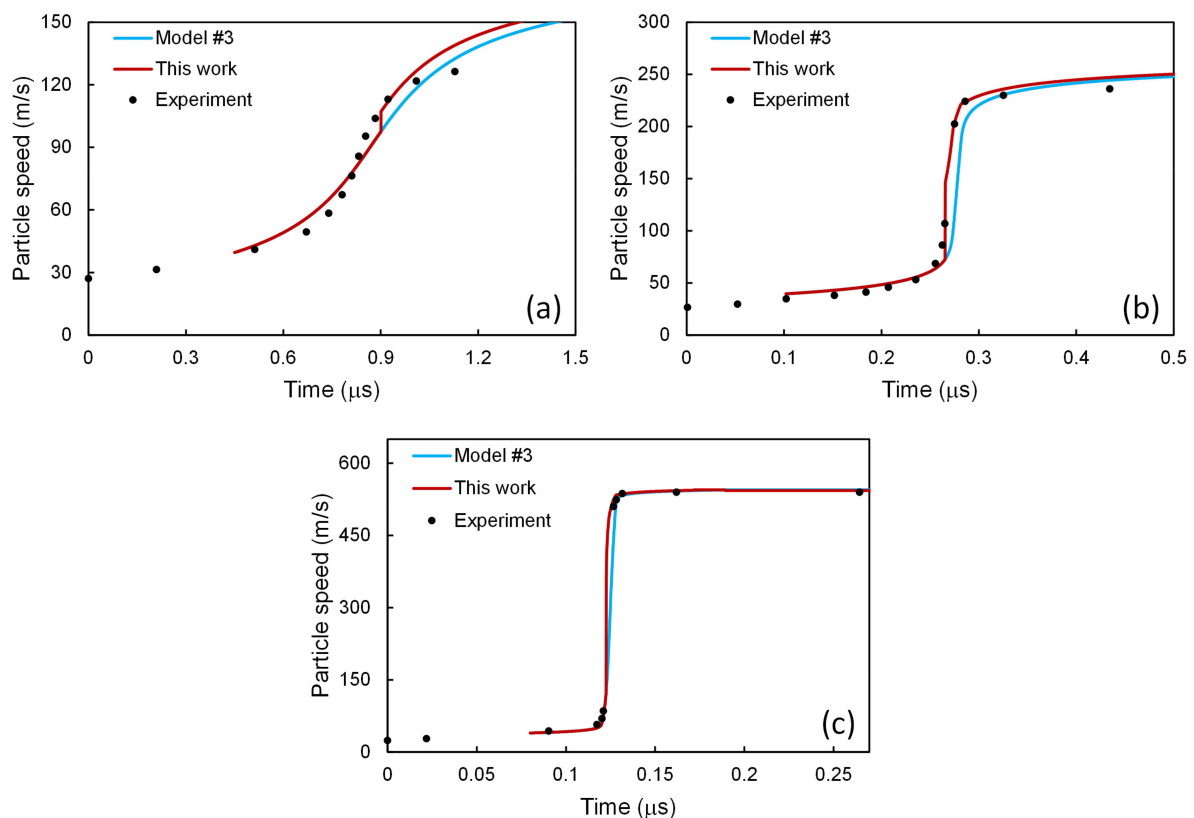 150
120
90
60
30
0
Particle speed (m/s)
Model #3
This work
Experiment
(a)
0 0.3 0.6 0.9 1.2 1.5
Time (μs)
300
250
200
150
100
50
0
Particle speed (m/s)
Model #3
This work
Experiment
(b)
0 0.1 0.2 0.3 0.4 0.5
Time (μs)
600
450
300
150
0
Particle speed (m/s)
Model #3
This work
Experiment
(c)
0 0.05 0.1 0.15 0.2 0.25
Time (μs)